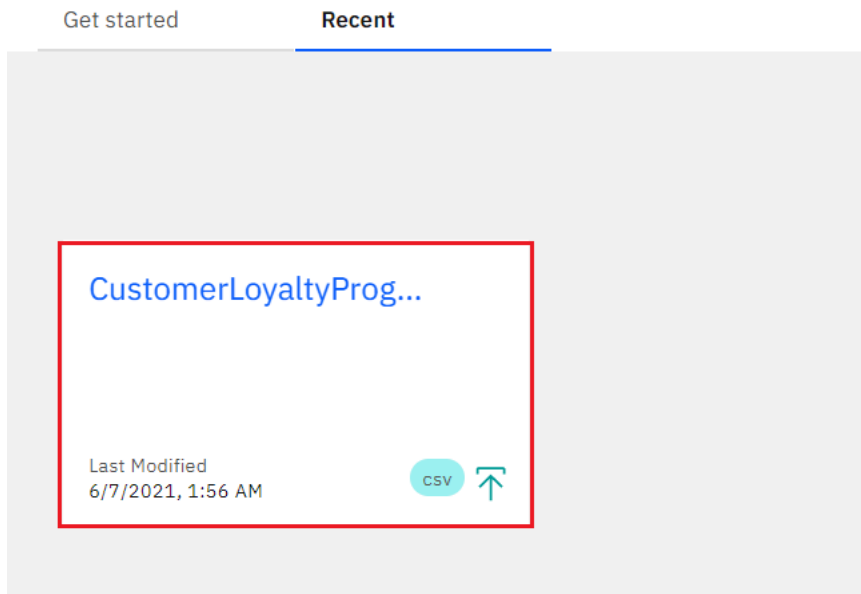 Get started
Recent
CustomerLoyaltyProg...
Last Modified
6/7/2021, 1:56 AM
csv